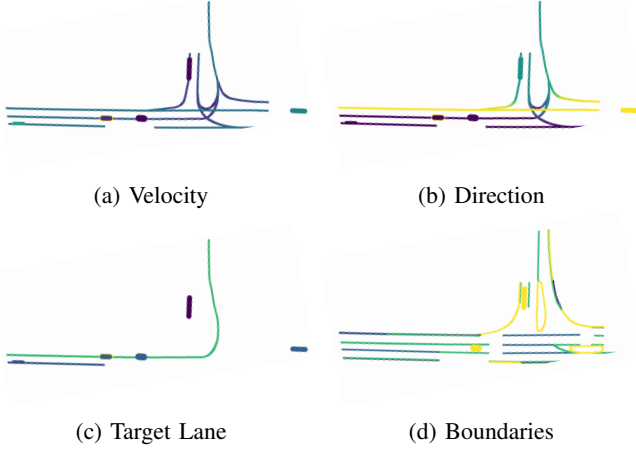 (a) Velocity
(b) Direction
(c) Target Lane
(d) Boundaries